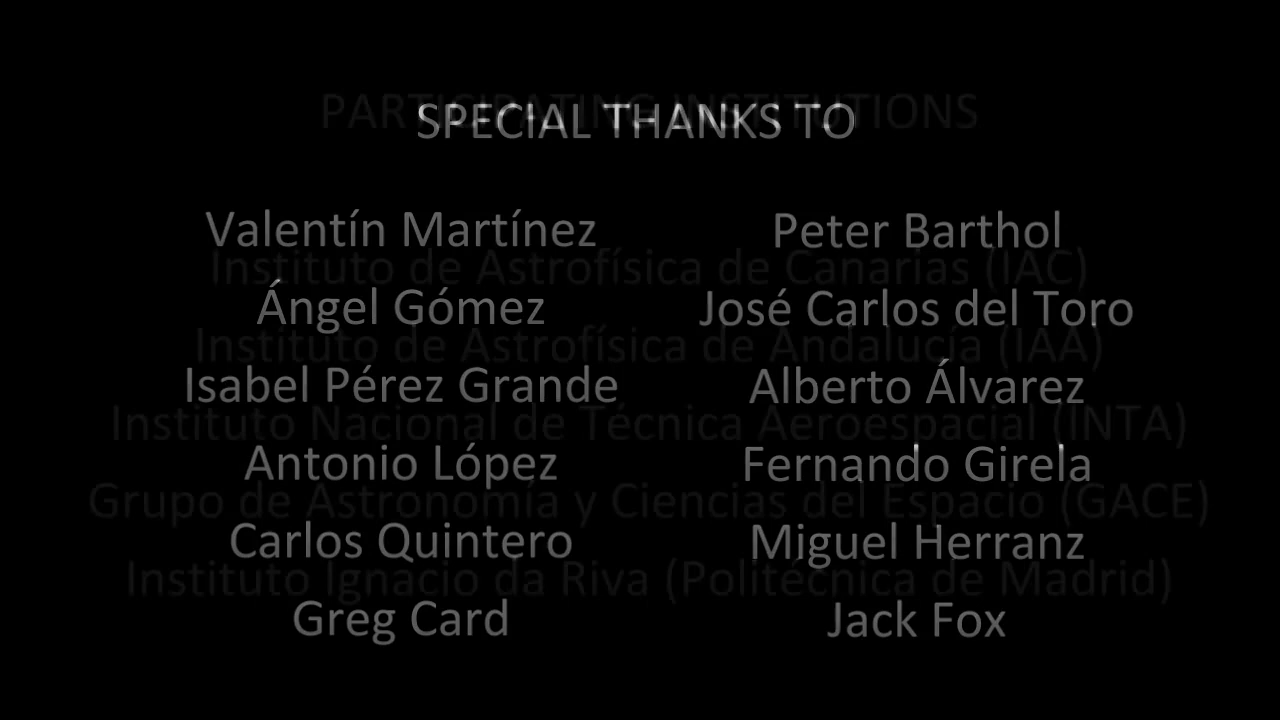 PARTICIPATING INSTITUTIONS
SPECIAL THANKS TO
Valentín Martínez
Peter Barthol
Instituto de Astrofísica de Canarias (IAC)
Ángel Gómez
José Carlos del Toro
Instituto de Astrofísica de Andalucía (IAA)
Isabel Pérez Grande
Alberto Álvarez
Instituto Nacional de Técnica Aeroespacial (INTA)
Antonio López
Fernando Girela
Grupo de Astronomía y Ciencias del Espacio (GACE)
Carlos Quintero
Miguel Herranz
Instituto Ignacio da Riva (Politécnica de Madrid)
Greg Card
Jack Fox